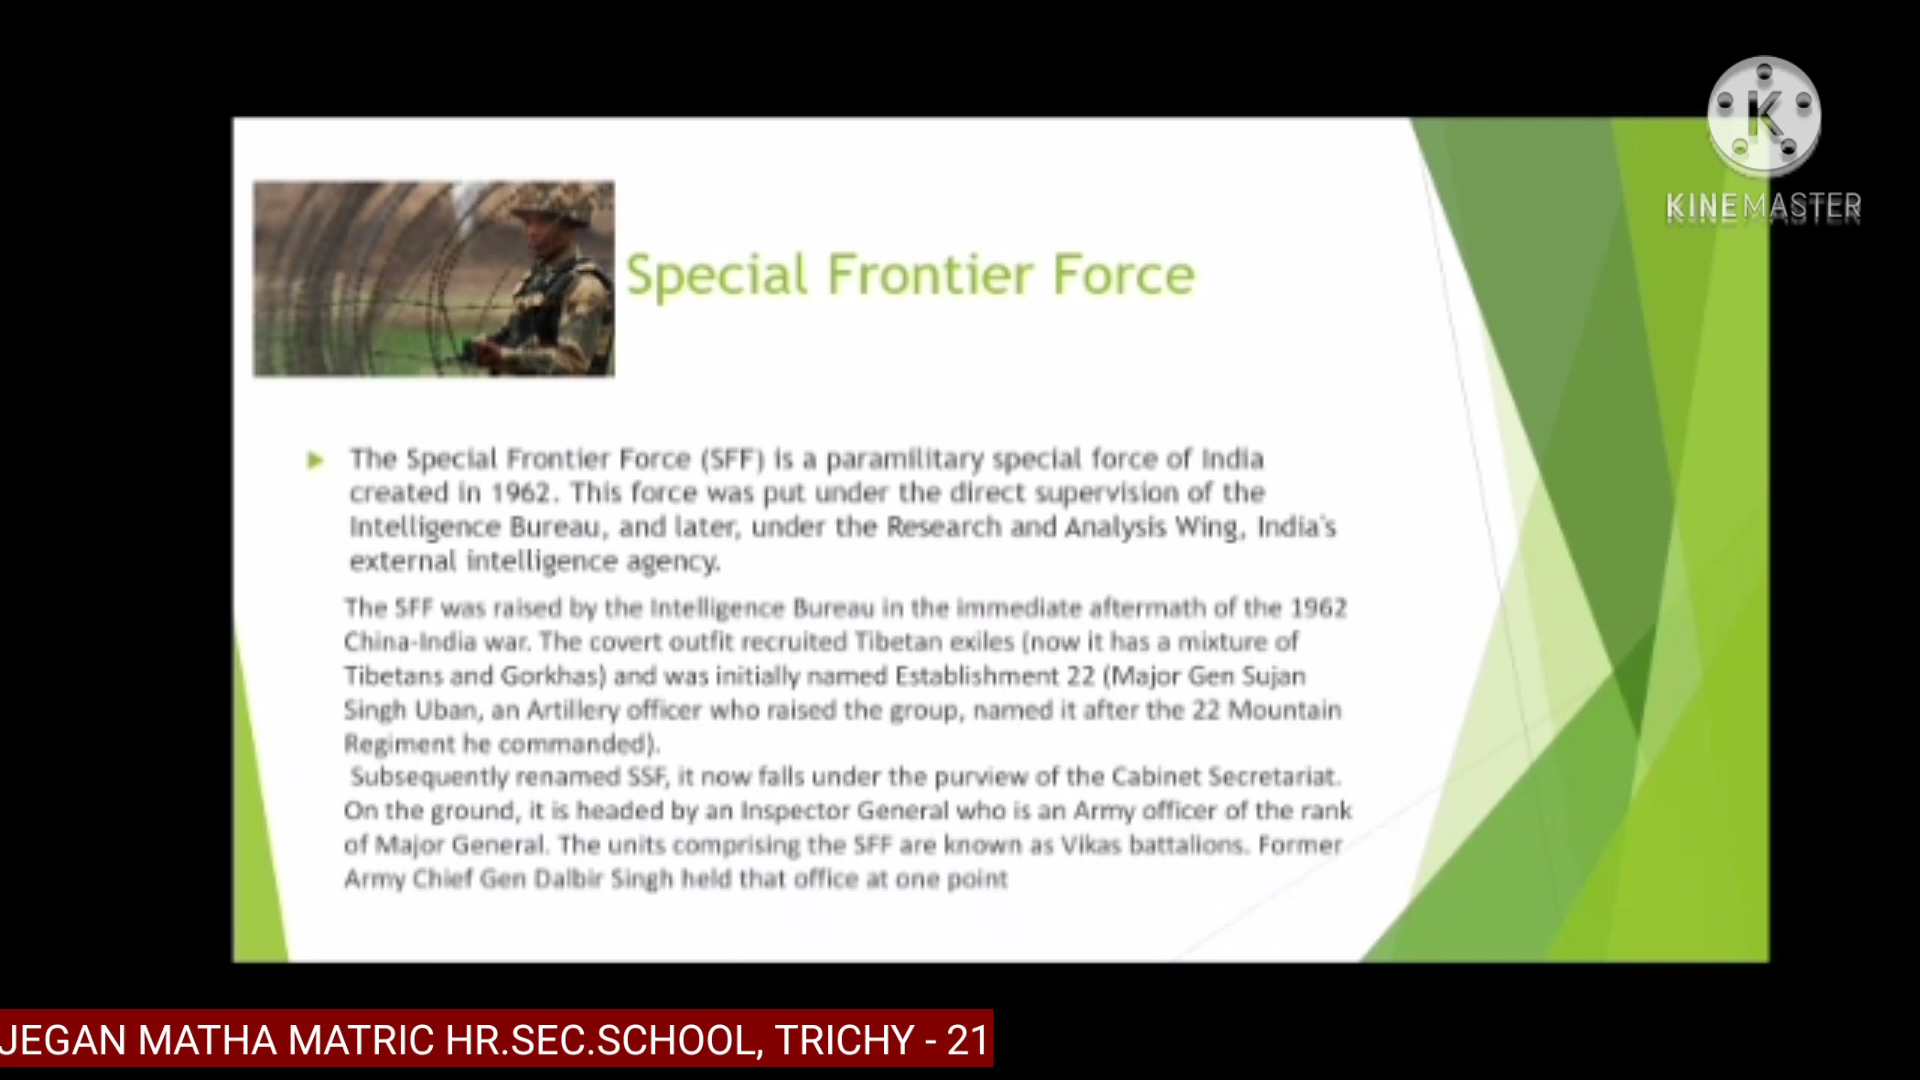 K
KINEMASTER
Special Frontier Force
The Special Frontier Force (SFF) is a paramilitary special force of India
created in 1962. This force was put under the direct supervision of the
Intelligence Bureau, and later, under the Research and Analysis Wing, India's
external intelligence agency.
The SFF was raised by the Intelligence Bureau in the immediate aftermath of the 1962
China-India war. The covert outfit recruited Tibetan exiles (now it has a mixture of
Tibetans and Gorkhas) and was initially named Establishment 22 (Major Gen Sujan
Singh Uban, an Artillery officer who raised the group, named it after the 22 Mountain
Regiment he commanded).
Subsequently renamed SSF, it now falls under the purview of the Cabinet Secretariat.
On the ground, it is headed by an Inspector General who is an Army officer of the rank
of Major General. The units comprising the SFF are known as Vikas battalions. Former
Army Chief Gen Dalbir Singh held that office at one point
JEGAN MATHA MATRIC HR.SEC.SCHOOL, TRICHY - 21